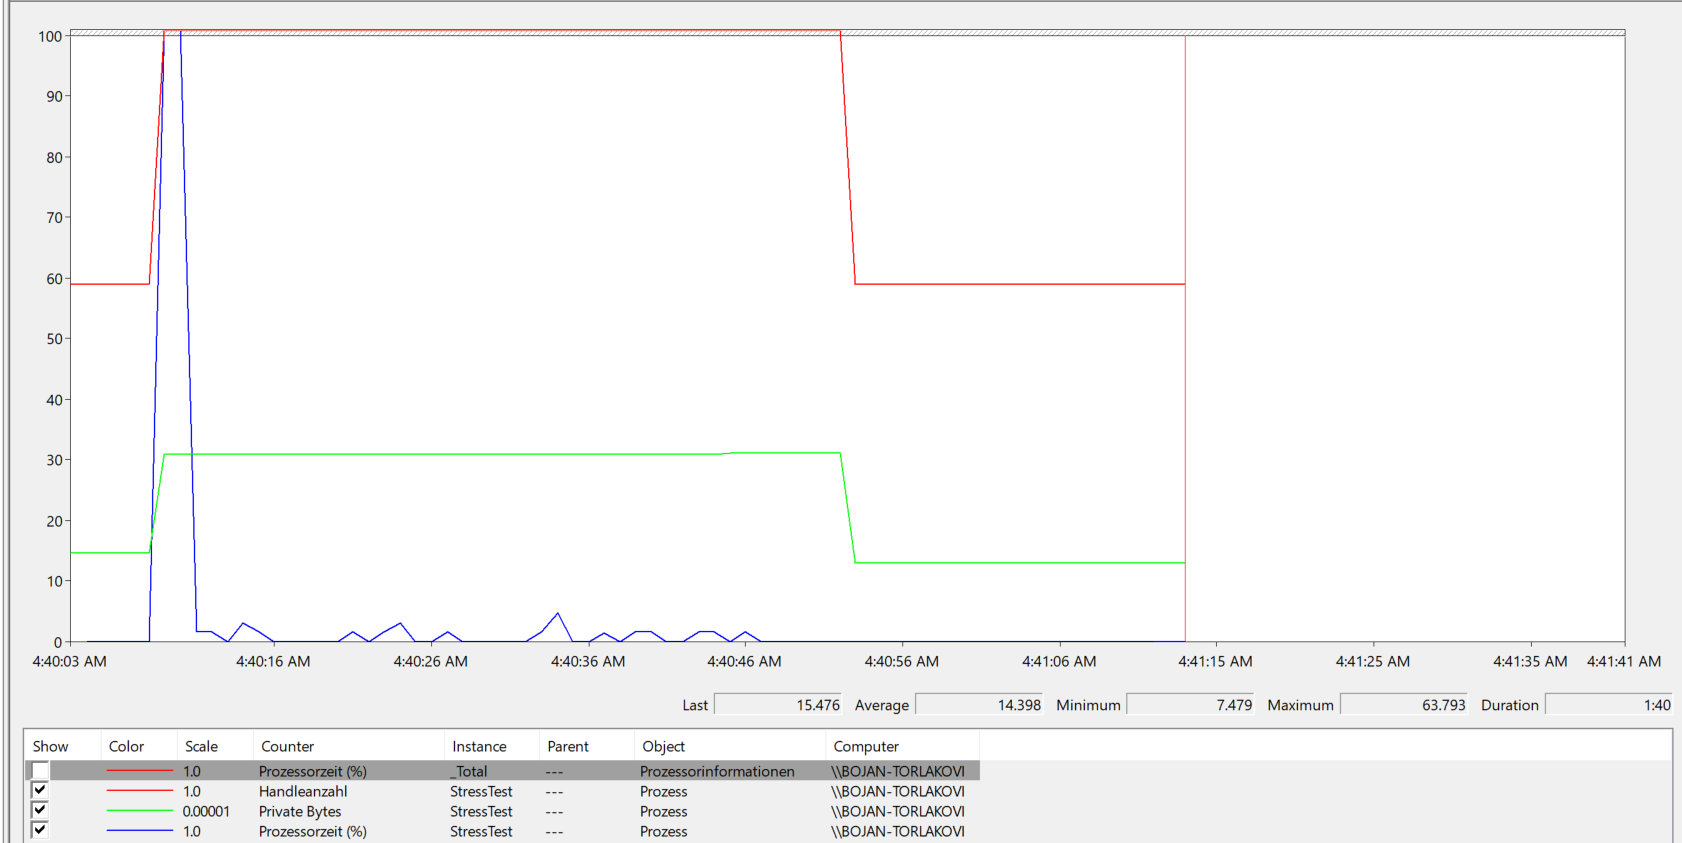 100
90
80
70
60
50
40
30
20
10
0
4:40:03 AM 4:40:16 AM 4:40:26 AM 4:40:36 AM 4:40:46 AM 4:40:56 AM 4:41:06 AM 4:41:15 AM 4:41:25 AM 4:41:35 AM 4:41:41 AM
Last 15.476 Average 14.398 Minimum 7.479 Maximum 63.793 Duration 1:40
Show Color Scale Counter Instance Parent Object Computer
1.0 Prozessorzeit (%) _Total --- Prozessorinformationen \\BOJAN-TORLAKOVI
1.0 Handleanzahl StressTest --- Prozess \\BOJAN-TORLAKOVI
0.00001 Private Bytes StressTest --- Prozess \\BOJAN-TORLAKOVI
1.0 Prozessorzeit (%) StressTest --- Prozess \\BOJAN-TORLAKOVI